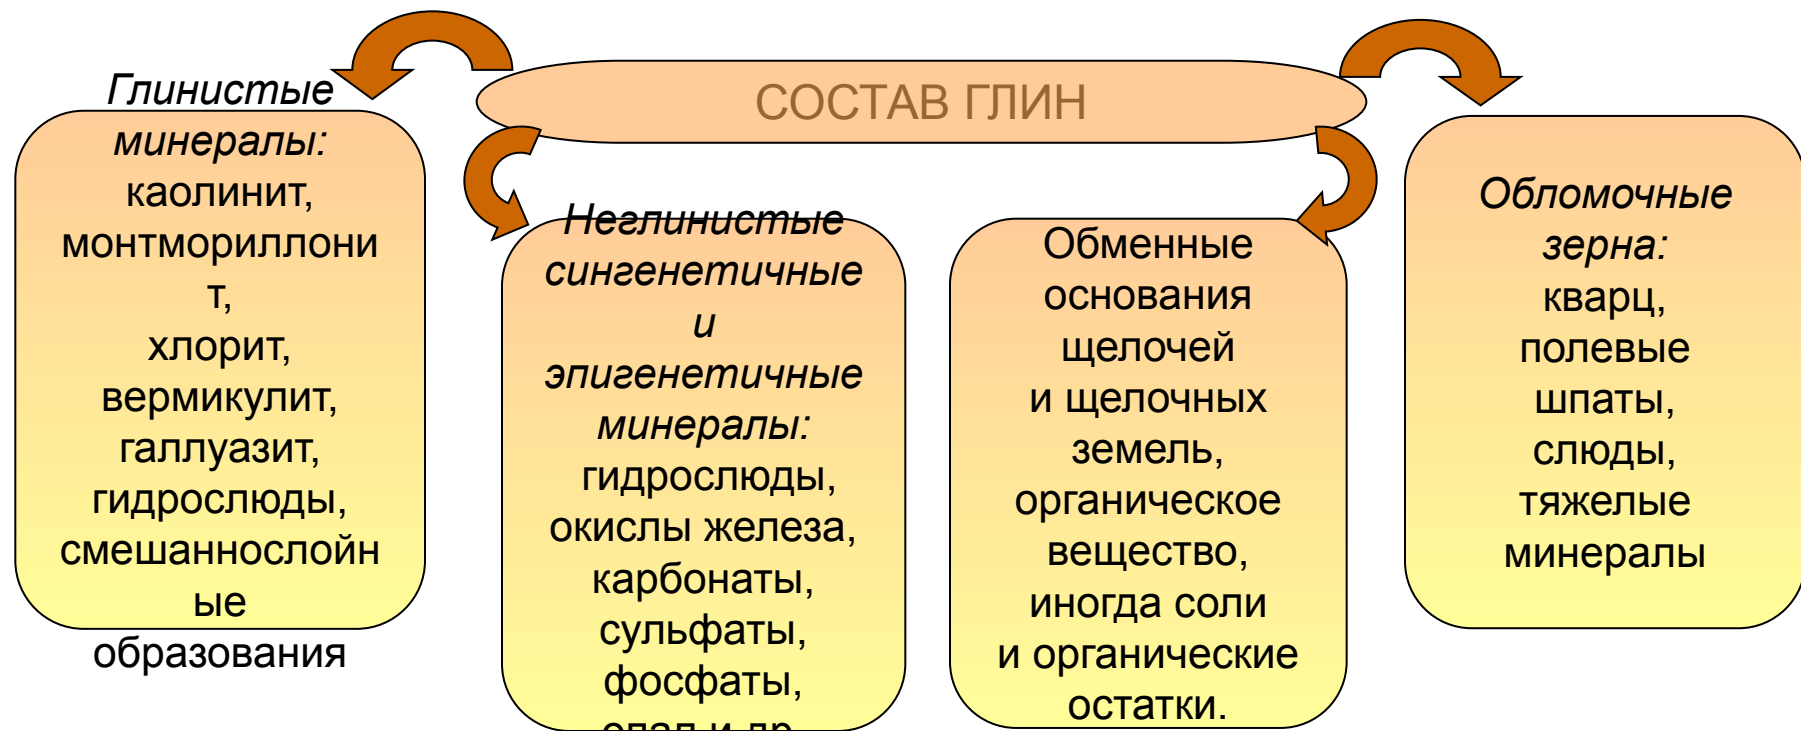 СОСТАВ ГЛИН
Глинистые
минералы:
каолинит,
монтмориллони
т,
хлорит,
вермикулит,
галлуазит,
гидрослюды,
смешаннослойн
ые
образования
Неглинистые
сингенетичные
и
эпигенетичные
минералы:
гидрослюды,
окислы железа,
карбонаты,
сульфаты,
фосфаты,
опал и др.
Обменные
основания
щелочей
и щелочных
земель,
органическое
вещество,
иногда соли
и органические
остатки.
Обломочные
зерна:
кварц,
полевые
шпаты,
слюды,
тяжелые
минералы